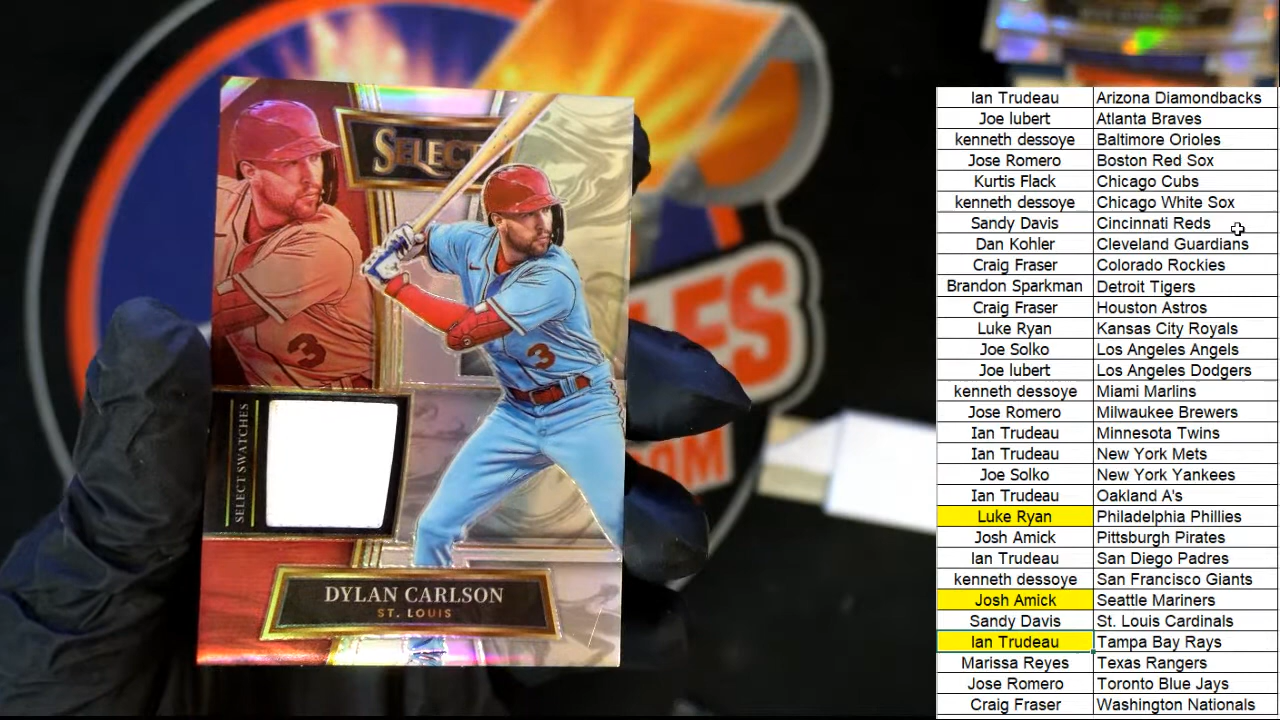 SELECT
3
3
SELECT SWATCHES
DYLAN CARLSON
ST. LOUIS
Ian Trudeau Arizona Diamondbacks
Joe lubert Atlanta Braves
kenneth dessoye Baltimore Orioles
Jose Romero Boston Red Sox
Kurtis Flack Chicago Cubs
kenneth dessoye Chicago White Sox
Sandy Davis Cincinnati Reds
Dan Kohler Cleveland Guardians
Craig Fraser Colorado Rockies
Brandon Sparkman Detroit Tigers
Craig Fraser Houston Astros
Luke Ryan Kansas City Royals
Joe Solko Los Angeles Angels
Joe lubert Los Angeles Dodgers
kenneth dessoye Miami Marlins
Jose Romero Milwaukee Brewers
Ian Trudeau Minnesota Twins
Ian Trudeau New York Mets
Joe Solko New York Yankees
Ian Trudeau Oakland A's
Luke Ryan Philadelphia Phillies
Josh Amick Pittsburgh Pirates
Ian Trudeau San Diego Padres
kenneth dessoye San Francisco Giants
Josh Amick Seattle Mariners
Sandy Davis St. Louis Cardinals
Ian Trudeau Tampa Bay Rays
Marissa Reyes Texas Rangers
Jose Romero Toronto Blue Jays
Craig Fraser Washington Nationals